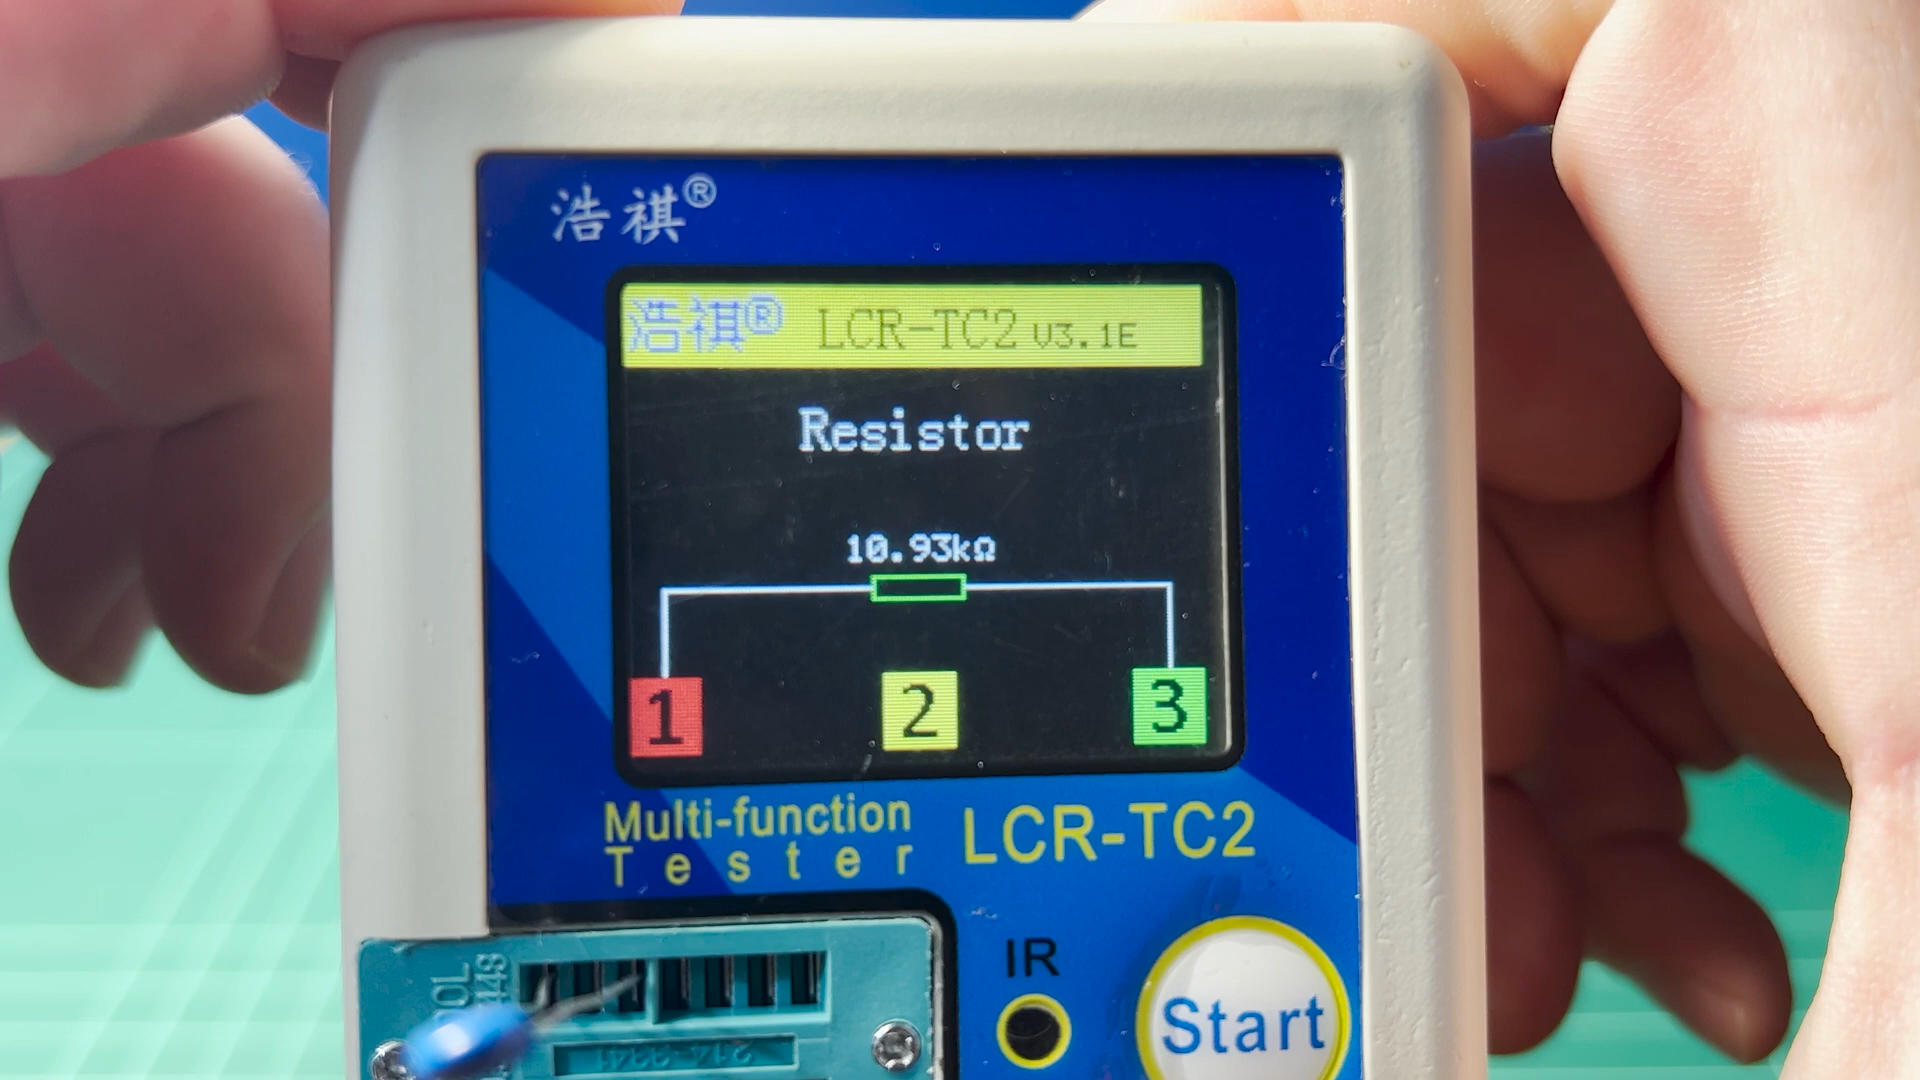 浩祺®
浩祺® LCR-TC2 V3.1E
Resistor
10.93kΩ
1 2 3
Multi-function
Tester
LCR-TC2
IR
Start